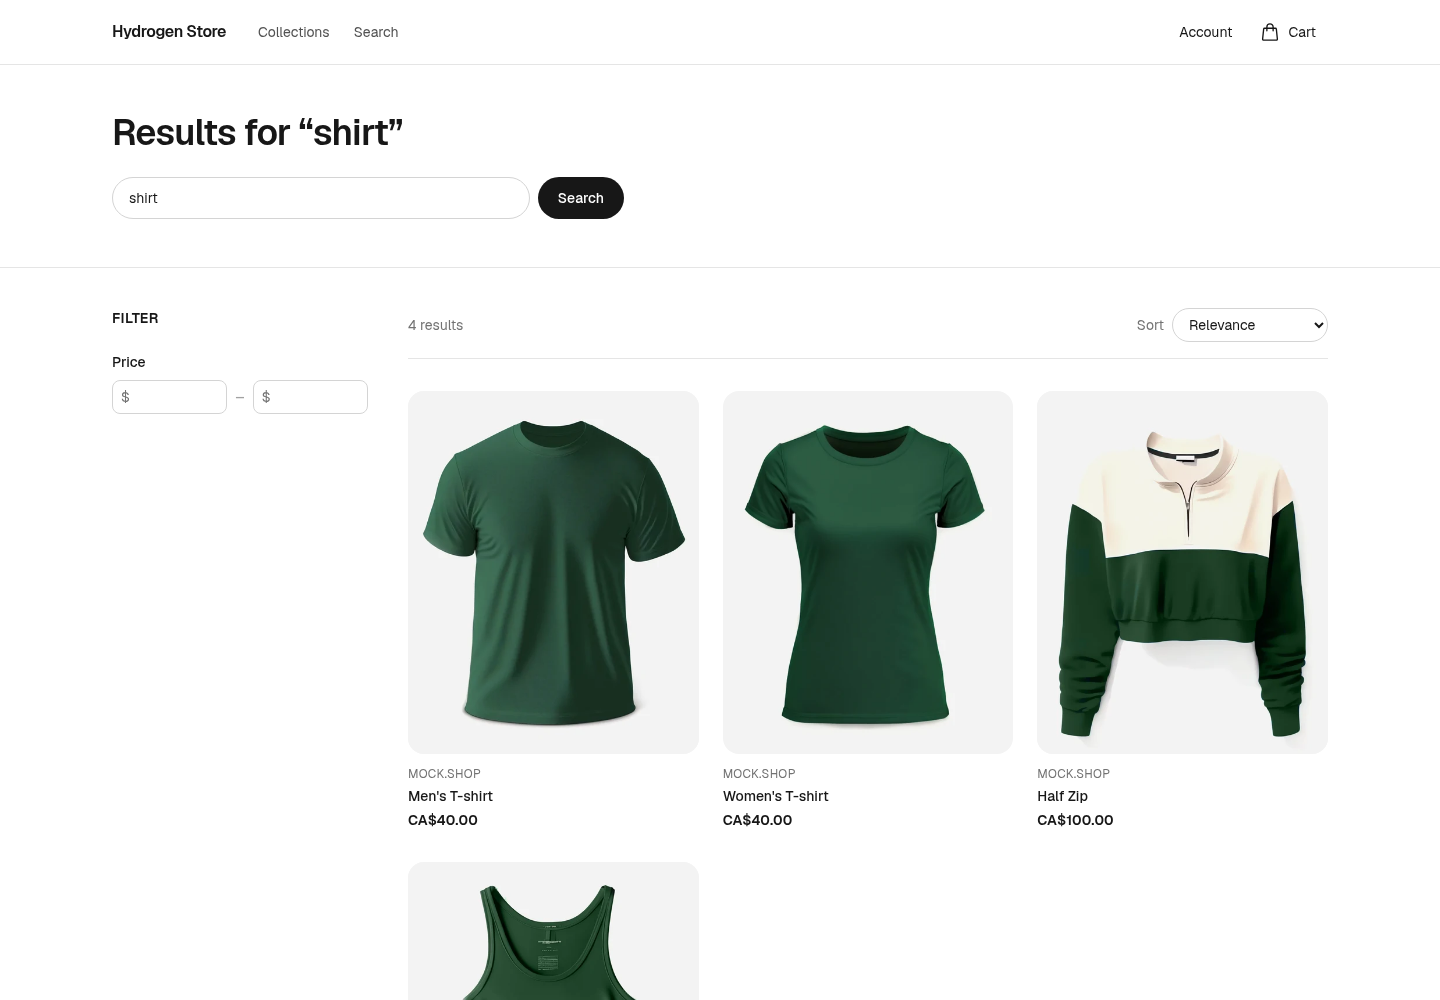 Hydrogen Store
Collections
Search
Account
Cart
Results for “shirt”
shirt
Search
FILTER
Price
$
–
$
4 results
Sort
Relevance
MOCK.SHOP
Men's T-shirt
CA$40.00
MOCK.SHOP
Women's T-shirt
CA$40.00
MOCK.SHOP
Half Zip
CA$100.00